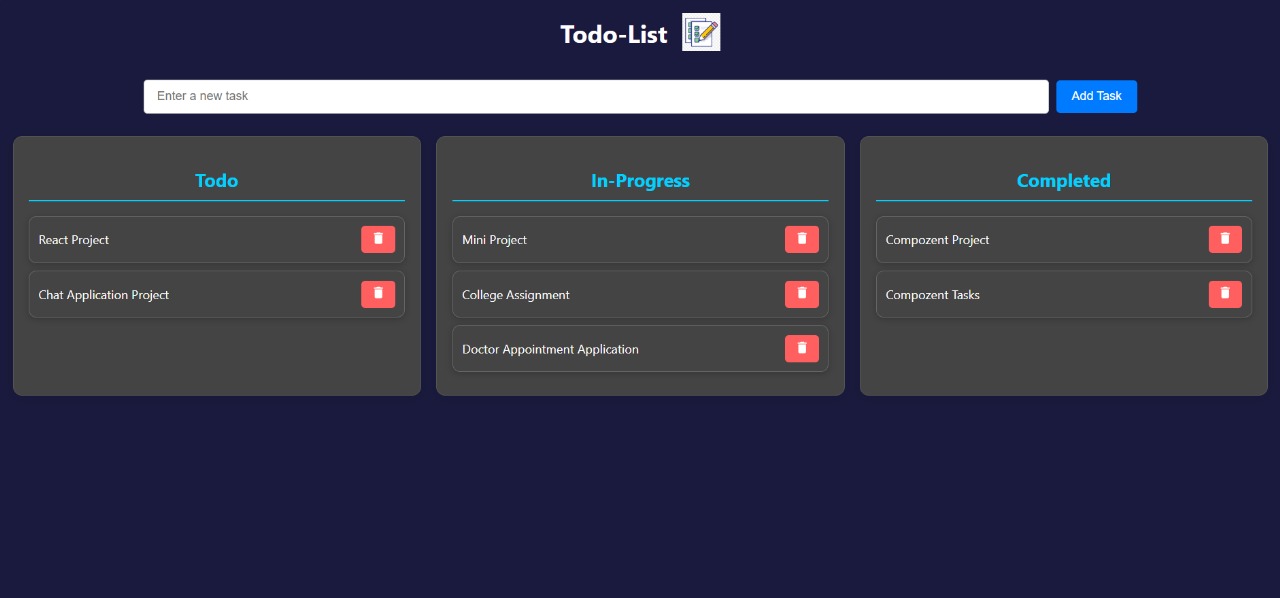 Todo-List
Enter a new task
Add Task
Todo
React Project
Chat Application Project
In-Progress
Mini Project
College Assignment
Doctor Appointment Application
Completed
Compozent Project
Compozent Tasks